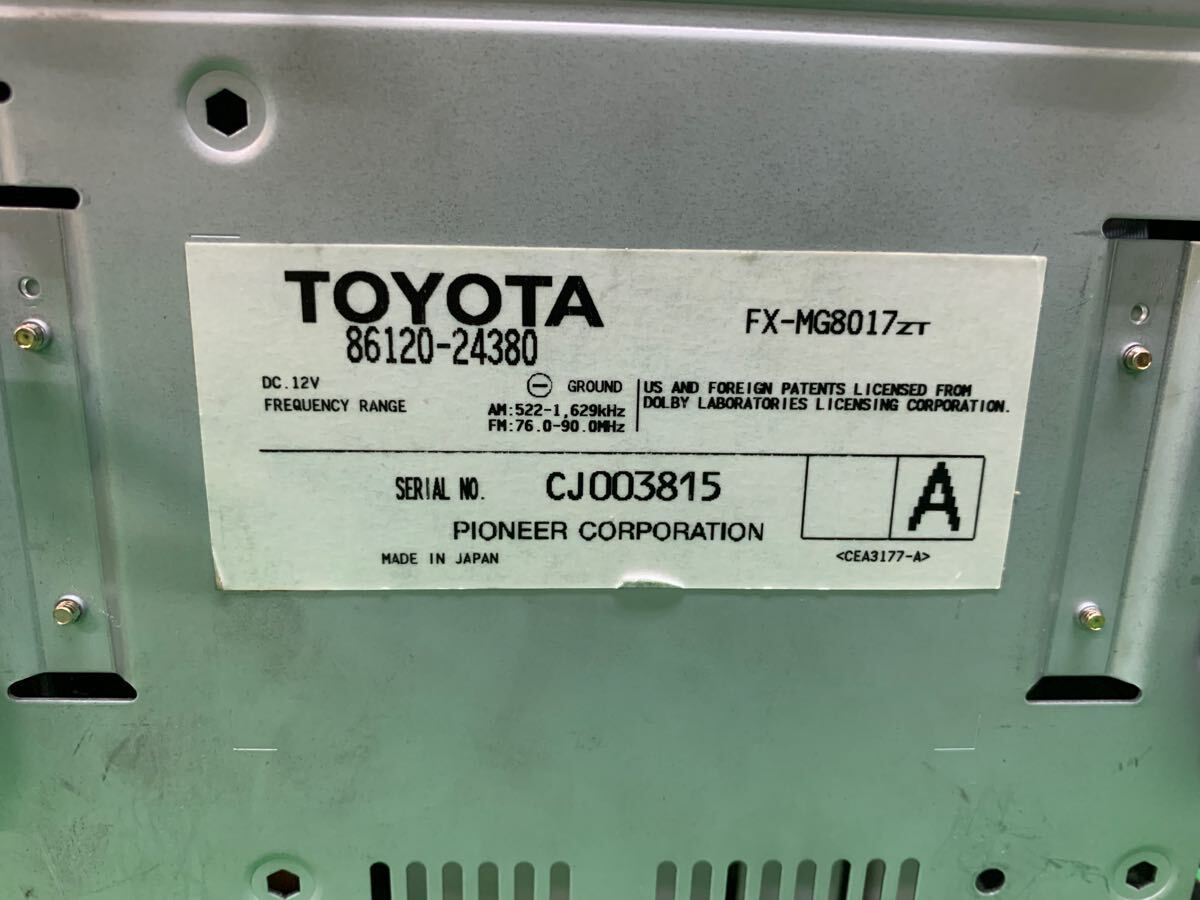 TOYOTA
86120-24380
FX-MG8017ZT
DC.12V
GROUND
FREQUENCY RANGE
AM:522-1,629kHz
FM:76.0-90.0MHz
US AND FOREIGN PATENTS LICENSED FROM
DOLBY LABORATORIES LICENSING CORPORATION.
SERIAL NO. CJ003815
A
PIONEER CORPORATION
MADE IN JAPAN
<CEA3177-A>